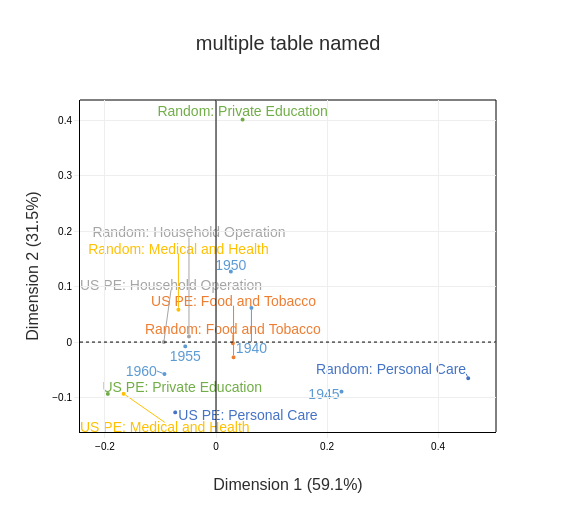 multiple table named
Dimension 2 (31.5%)
0.4
0.3
0.2
0.1
0
−0.1
Random: Private Education
Random: Household Operation
Random: Medical and Health
1950
US PE: Household Operation
US PE: Food and Tobacco
Random: Food and Tobacco
1940
1955
1960
Random: Personal Care
US PE: Private Education
1945
US PE: Personal Care
US PE: Medical and Health
−0.2
0
0.2
0.4
Dimension 1 (59.1%)